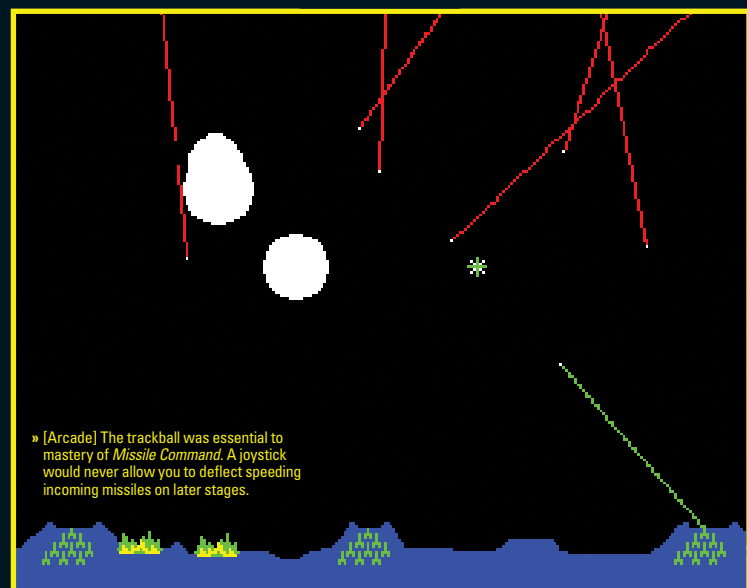 » [Arcade] The trackball was essential to
mastery of Missile Command. A joystick
would never allow you to deflect speeding
incoming missiles on later stages.